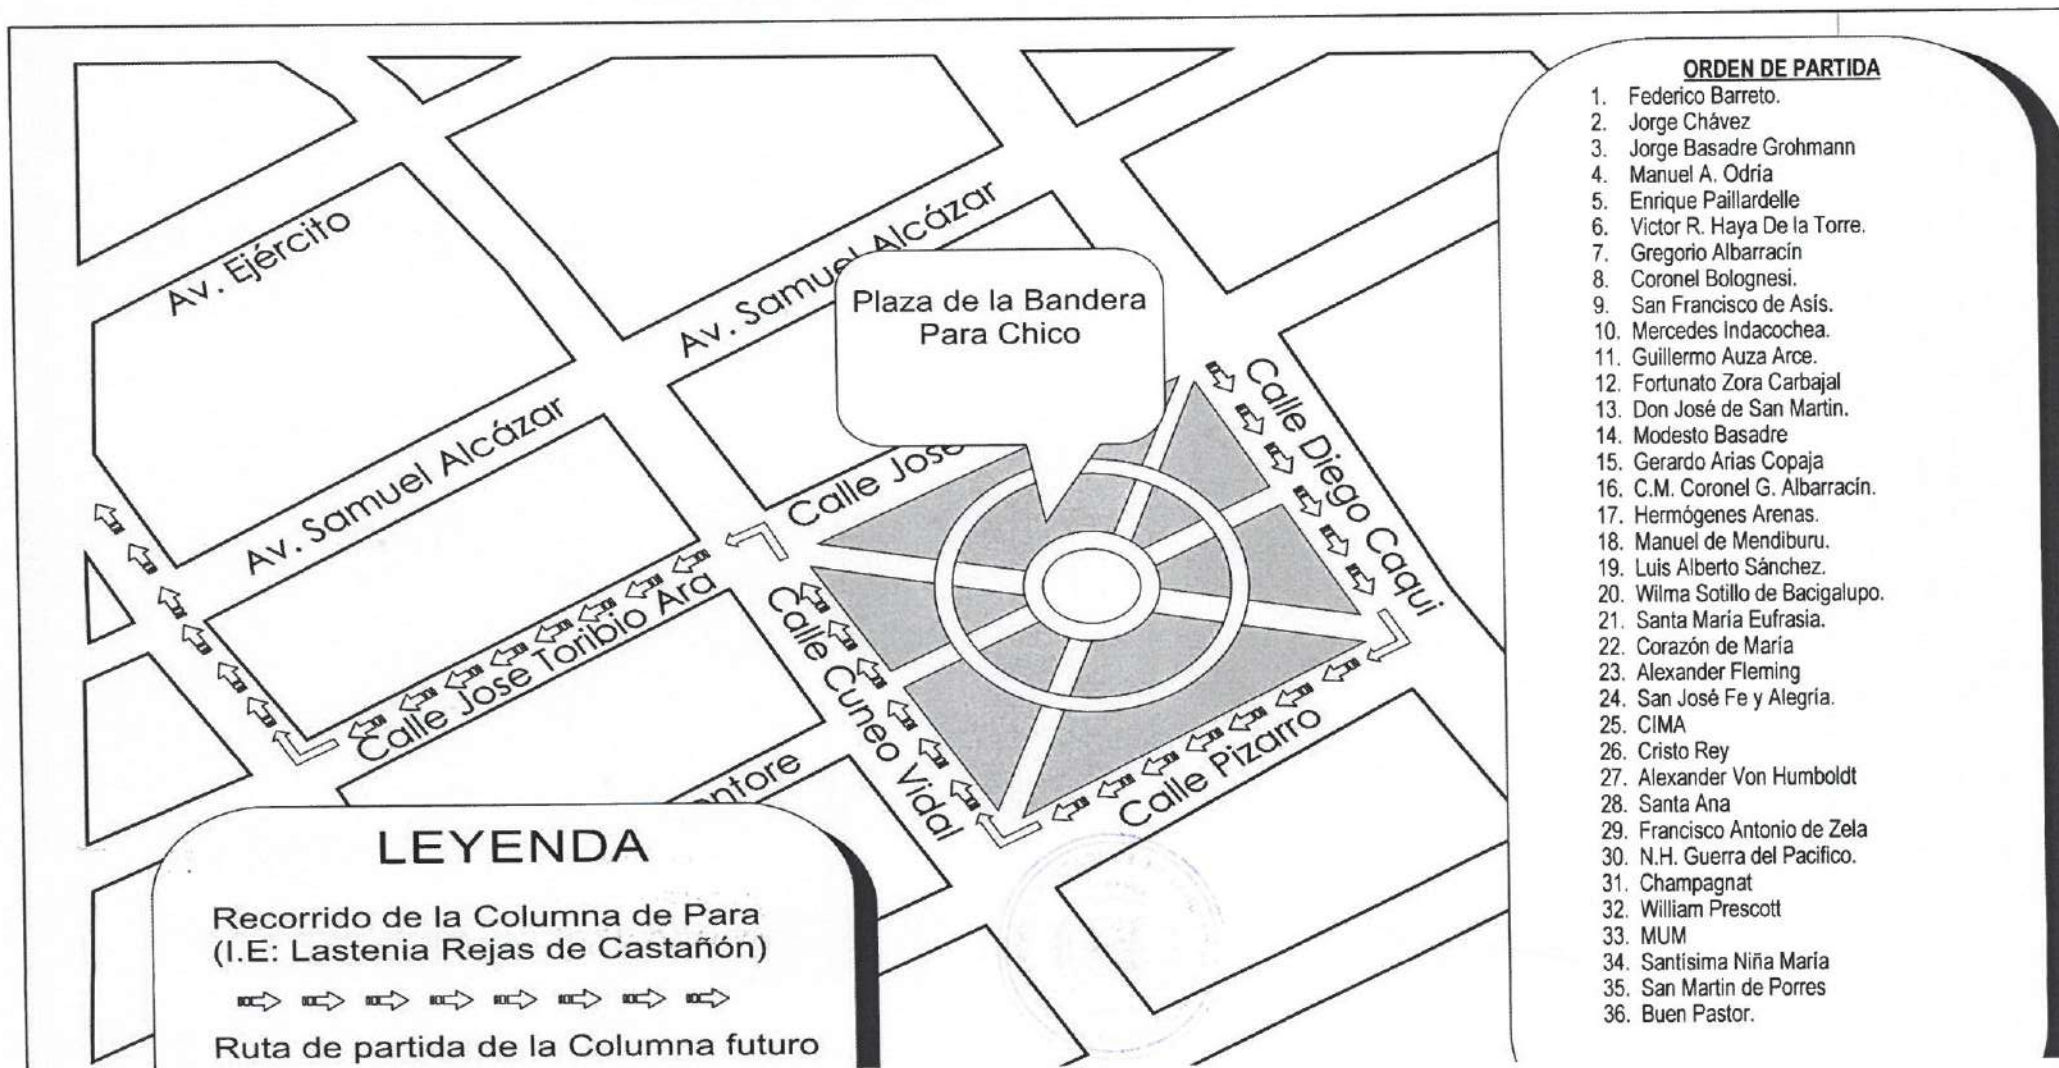 Av. Ejército
Av. Samuel Alcázar
Av. Samuel Alcázar
Plaza de la Bandera
Para Chico
Calle Jose
Calle Diego Caqui
Calle Jose Toribio Ara
Calle Cuneo Vidal
Calle Pizarro
LEYENDA
Recorrido de la Columna de Para
(I.E: Lastenia Rejas de Castañón)
Ruta de partida de la Columna futuro
ORDEN DE PARTIDA
1. Federico Barreto.
2. Jorge Chávez
3. Jorge Basadre Grohmann
4. Manuel A. Odría
5. Enrique Paillardelle
6. Victor R. Haya De la Torre.
7. Gregorio Albarracín
8. Coronel Bolognesi.
9. San Francisco de Asís.
10. Mercedes Indacochea.
11. Guillermo Auza Arce.
12. Fortunato Zora Carbajal
13. Don José de San Martin.
14. Modesto Basadre
15. Gerardo Arias Copaja
16. C.M. Coronel G. Albarracín.
17. Hermógenes Arenas.
18. Manuel de Mendiburu.
19. Luis Alberto Sánchez.
20. Wilma Sotillo de Bacigalupo.
21. Santa María Eufrasia.
22. Corazón de María
23. Alexander Fleming
24. San José Fe y Alegría.
25. CIMA
26. Cristo Rey
27. Alexander Von Humboldt
28. Santa Ana
29. Francisco Antonio de Zela
30. N.H. Guerra del Pacifico.
31. Champagnat
32. William Prescott
33. MUM
34. Santísima Niña María
35. San Martin de Porres
36. Buen Pastor.